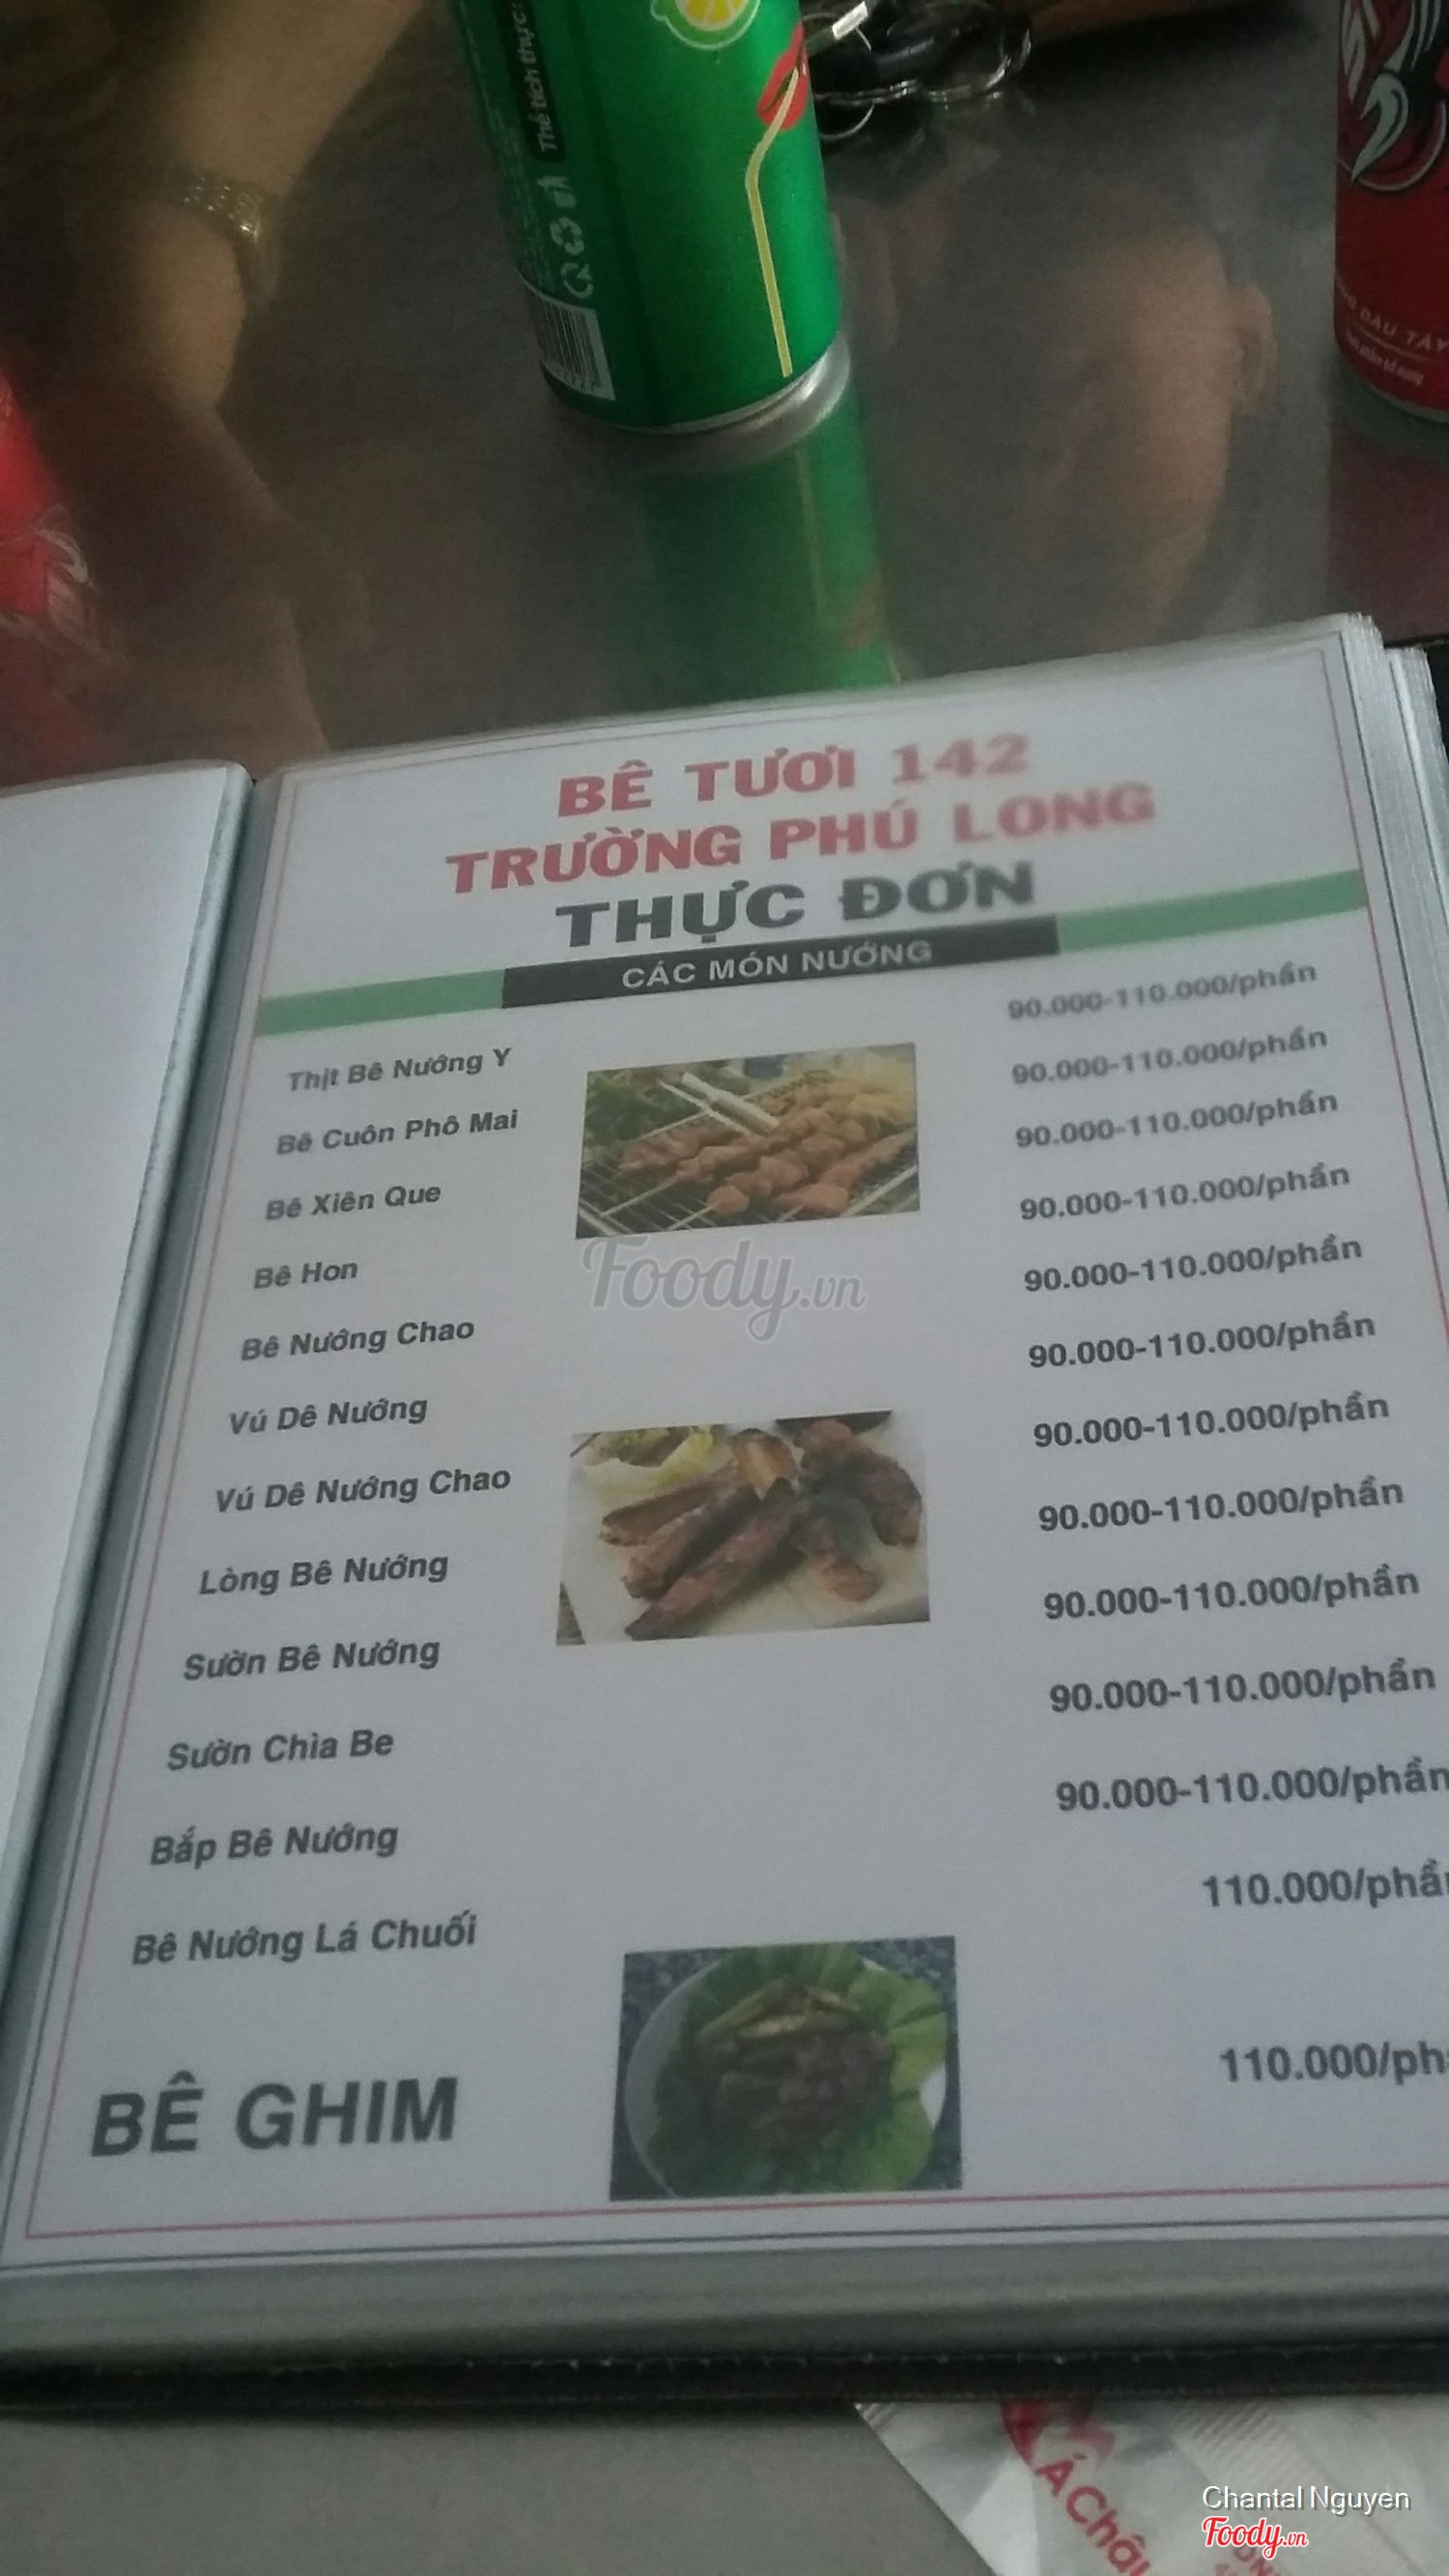 Thể tích thực:
DÂU TÂY
BÊ TƯƠI 142
TRƯỜNG PHÚ LONG
THỰC ĐƠN
CÁC MÓN NƯỚNG
Thịt Bê Nướng Y 90.000-110.000/phần
Bê Cuôn Phô Mai 90.000-110.000/phần
Bê Xiên Que 90.000-110.000/phần
Bê Hon 90.000-110.000/phần
Bê Nướng Chao 90.000-110.000/phần
Vú Dê Nướng 90.000-110.000/phần
Vú Dê Nướng Chao 90.000-110.000/phần
Lòng Bê Nướng 90.000-110.000/phần
Sườn Bê Nướng 90.000-110.000/phần
Sườn Chìa Be 90.000-110.000/phần
Bắp Bê Nướng 90.000-110.000/phần
Bê Nướng Lá Chuối 110.000/phần
BÊ GHIM 110.000/ph
Foody.vn
Á Châu
Chantal Nguyen
Foody.vn